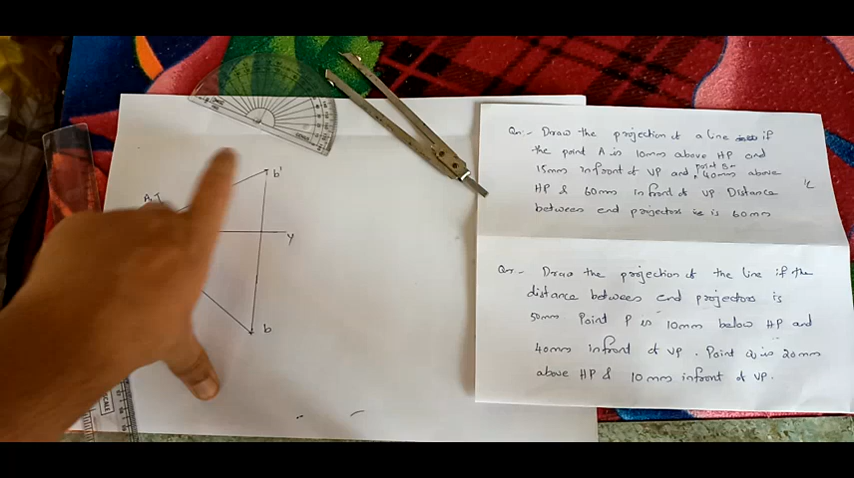 b'
y
b
Qn:- Draw the projection of a line if
the point A is 10mm above HP and
15mm infront of VP and point B is 40mm above
HP & 60mm infront of VP Distance
between end projectors is 60mm
Qn:- Draw the projection of the line if the
distance between end projectors is
50mm Point P is 10mm below HP and
40mm infront of VP. Point Q is 20mm
above HP & 10mm infront of VP.